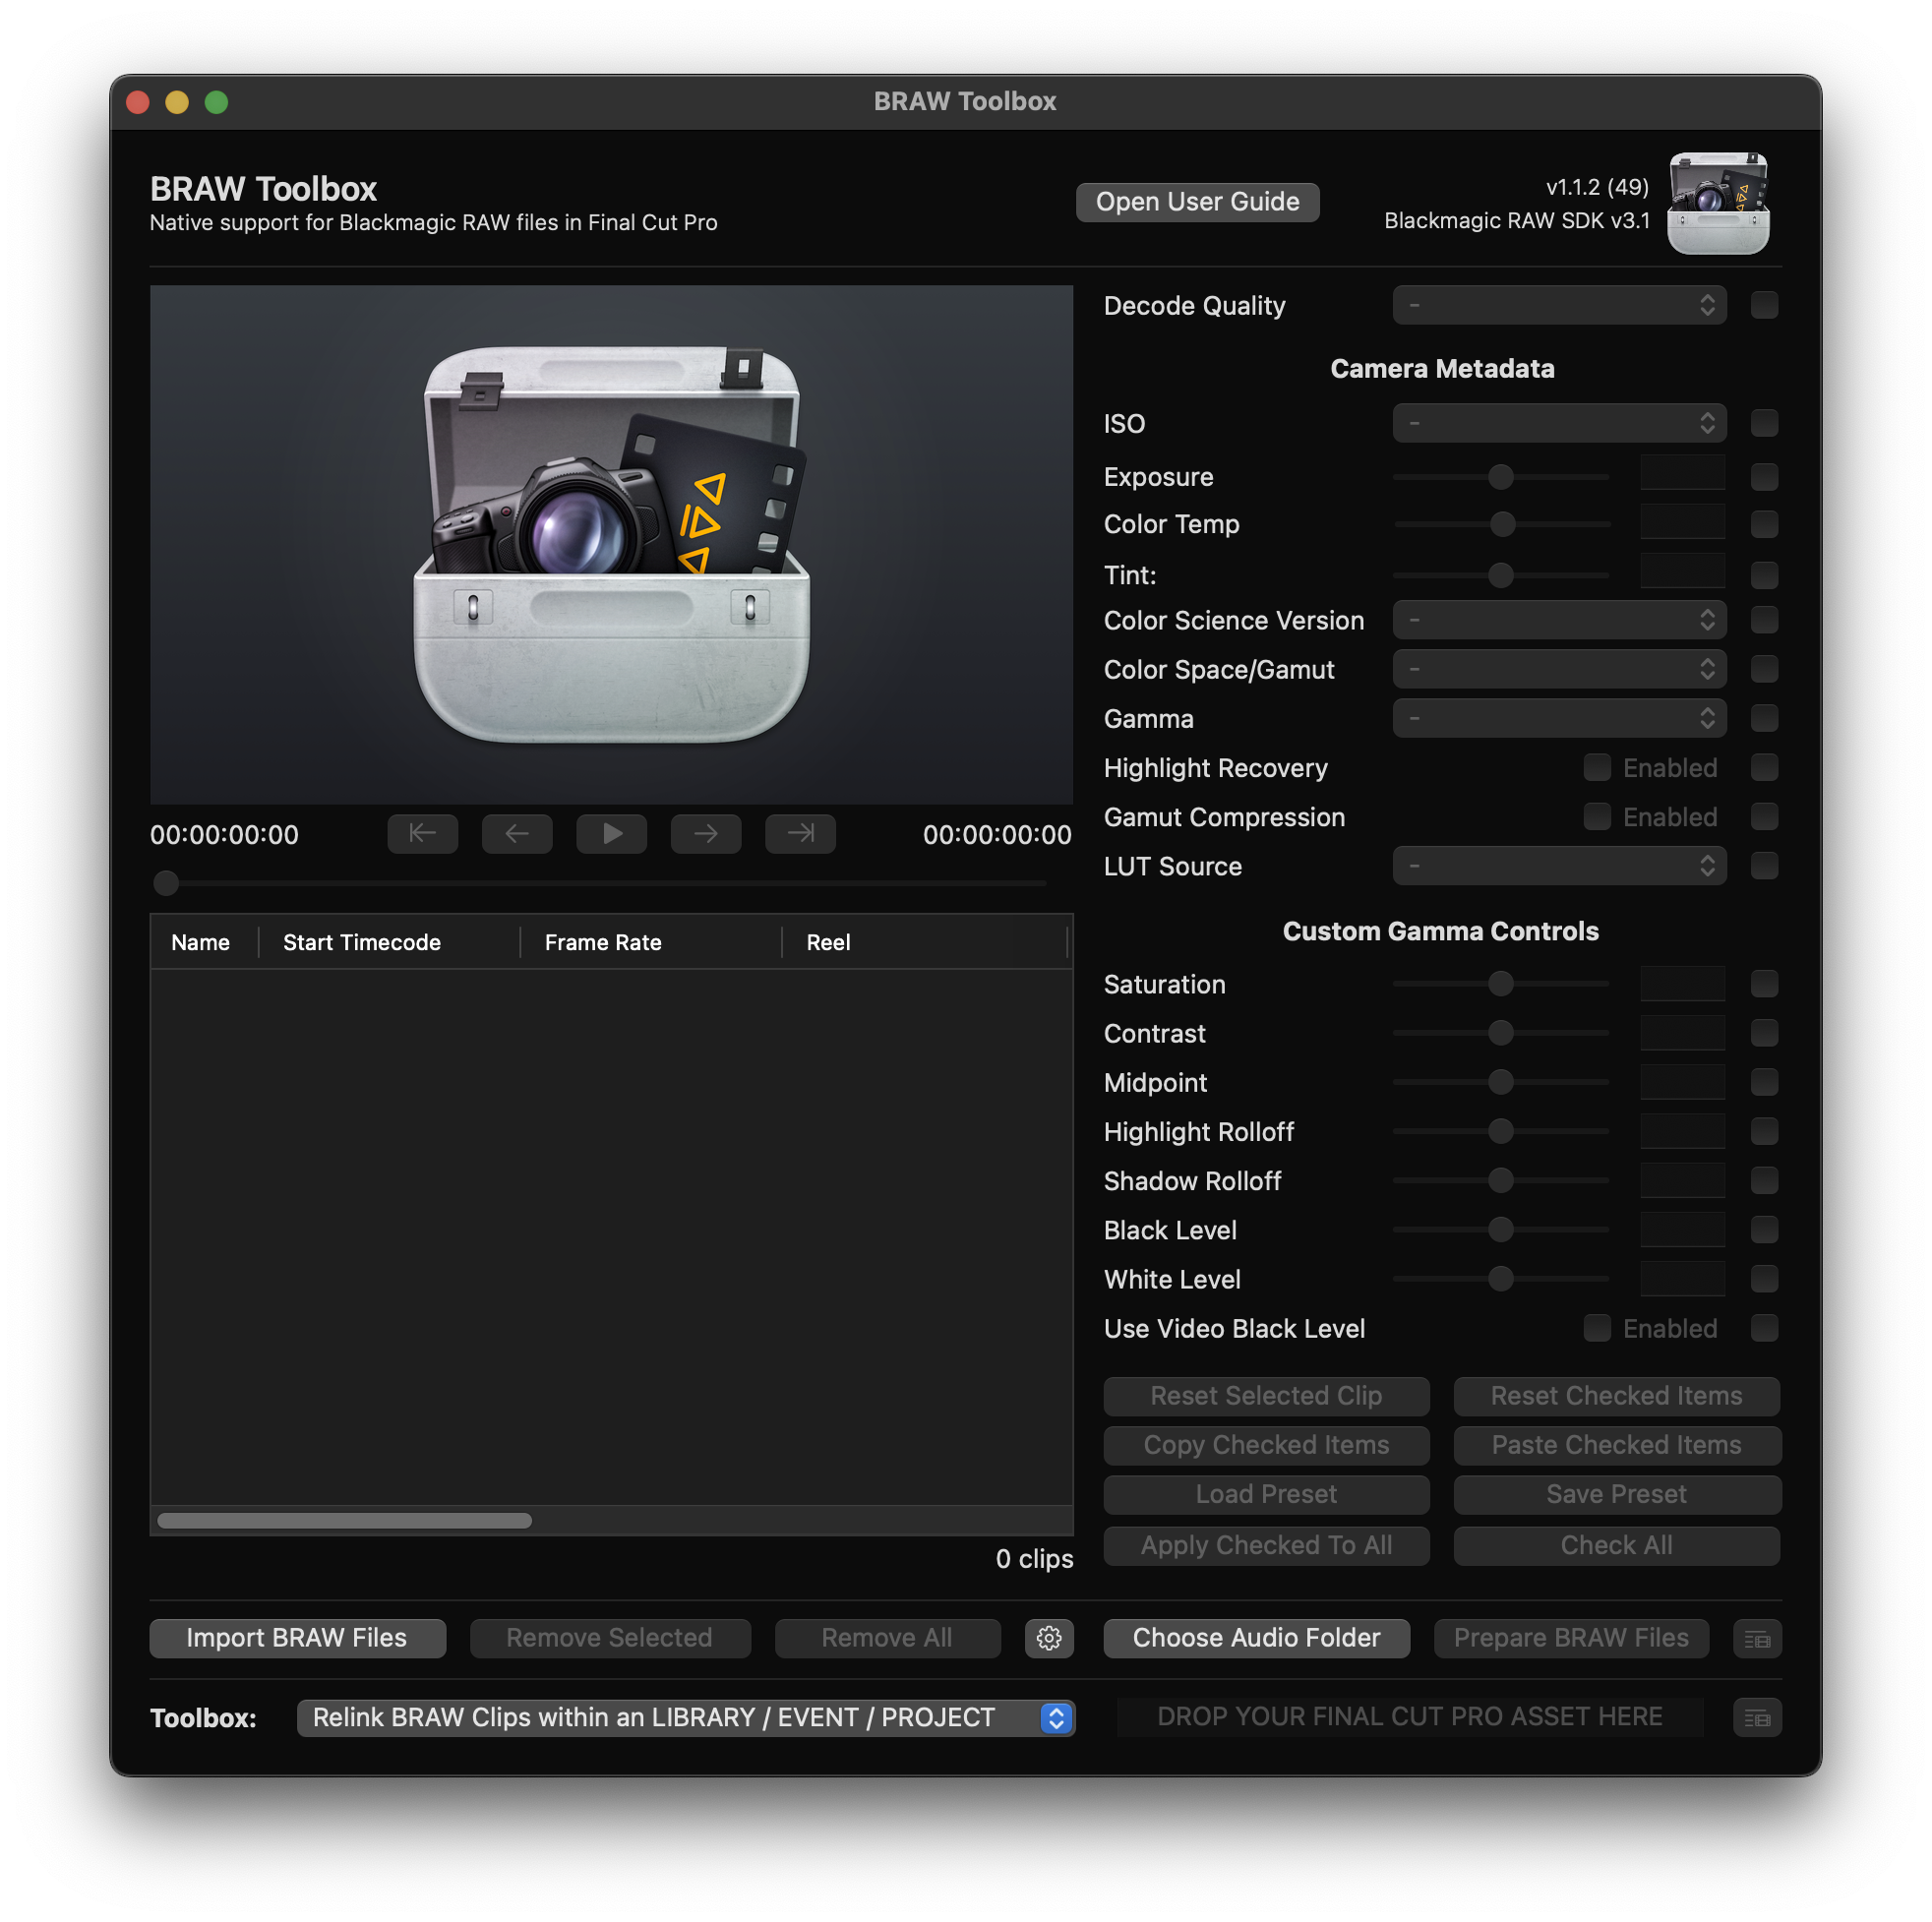 BRAW Toolbox
BRAW Toolbox
Native support for Blackmagic RAW files in Final Cut Pro
Open User Guide
v1.1.2 (49)
Blackmagic RAW SDK v3.1
00:00:00:00
00:00:00:00
Name Start Timecode Frame Rate Reel
0 clips
Decode Quality -
Camera Metadata
ISO -
Exposure
Color Temp
Tint:
Color Science Version -
Color Space/Gamut -
Gamma -
Highlight Recovery Enabled
Gamut Compression Enabled
LUT Source -
Custom Gamma Controls
Saturation
Contrast
Midpoint
Highlight Rolloff
Shadow Rolloff
Black Level
White Level
Use Video Black Level Enabled
Reset Selected Clip Reset Checked Items
Copy Checked Items Paste Checked Items
Load Preset Save Preset
Apply Checked To All Check All
Import BRAW Files Remove Selected Remove All Choose Audio Folder Prepare BRAW Files
Toolbox: Relink BRAW Clips within an LIBRARY / EVENT / PROJECT DROP YOUR FINAL CUT PRO ASSET HERE